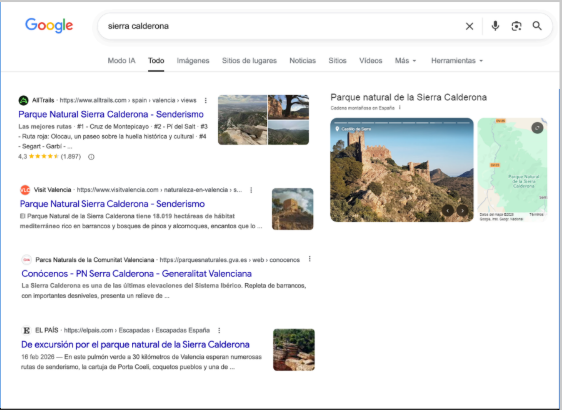 Google
sierra calderona
Modo IA Todo Imágenes Sitios de lugares Noticias Sitios Vídeos Más Herramientas
AllTrails · https://www.alltrails.com › spain › valencia › views
Parque Natural Sierra Calderona - Senderismo
Las mejores rutas · #1 - Cruz de Montepicayo · #2 - Pi del Salt · #3
- Ruta roja: Olocau, un paseo sobre la huella histórica y cultural · #4
- Segart - Garbí - ...
4,3 ★★★★★ (1.897)
Visit Valencia · https://www.visitvalencia.com › naturaleza-en-valencia › s...
Parque Natural Sierra Calderona - Senderismo
El Parque Natural de la Sierra Calderona tiene 18.019 hectáreas de hábitat
mediterráneo rico en barrancos y bosques de pinos y alcornoques, encantos que lo ...
Parcs Naturals de la Comunitat Valenciana · https://parquesnaturales.gva.es › web › conocenos
Conócenos - PN Serra Calderona - Generalitat Valenciana
La Sierra Calderona es una de las últimas elevaciones del Sistema Ibérico. Repleta de barrancos,
con importantes desniveles, presenta un relieve de ...
EL PAÍS · https://elpais.com › Escapadas › Escapadas España
De excursión por el parque natural de la Sierra Calderona
16 feb 2026 — En este pulmón verde a 30 kilómetros de Valencia esperan numerosas
rutas de senderismo, la cartuja de Porta Coeli, coquetos pueblos y una de ...
Parque natural de la Sierra Calderona
Cadena montañosa en España
Castillo de Serra
Parque Natural
de la Sierra
Calderona
Datos del mapa ©2026
Google, Inst. Geogr. Nacional
Términos